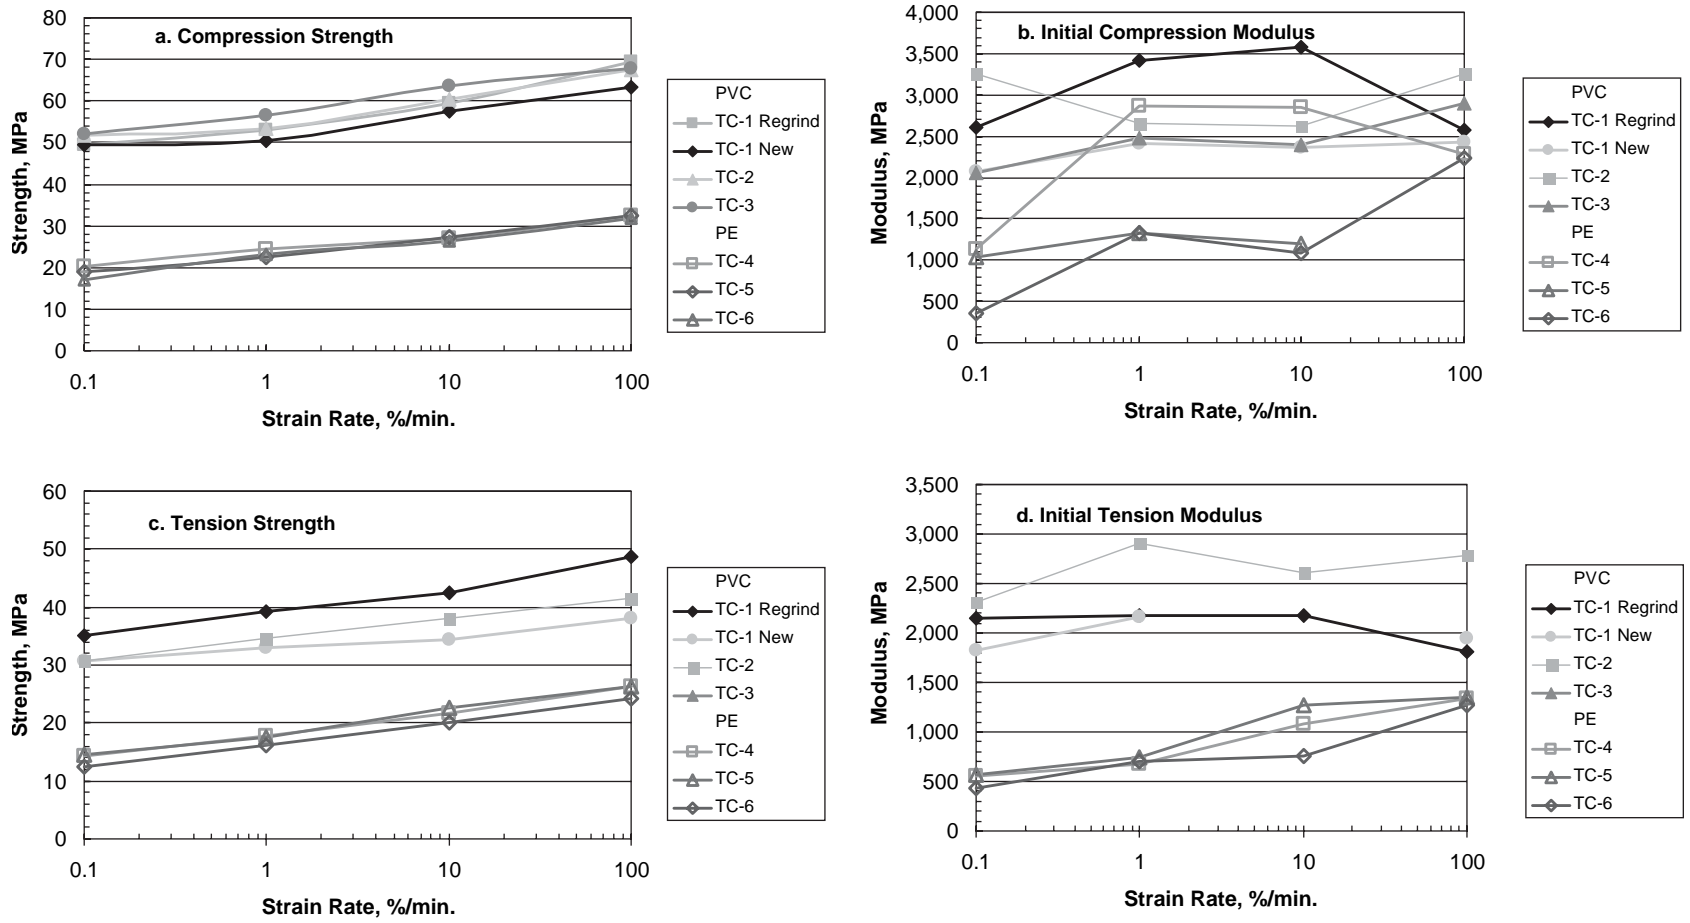 a. Compression Strength
80
70
60
50
40
30
20
10
0
Strength, MPa
0.1 1 10 100
Strain Rate, %/min.
PVC
TC-1 Regrind
TC-1 New
TC-2
TC-3
PE
TC-4
TC-5
TC-6
b. Initial Compression Modulus
4,000
3,500
3,000
2,500
2,000
1,500
1,000
500
0
Modulus, MPa
0.1 1 10 100
Strain Rate, %/min.
PVC
TC-1 Regrind
TC-1 New
TC-2
TC-3
PE
TC-4
TC-5
TC-6
c. Tension Strength
60
50
40
30
20
10
0
Strength, MPa
0.1 1 10 100
Strain Rate, %/min.
PVC
TC-1 Regrind
TC-1 New
TC-2
TC-3
PE
TC-4
TC-5
TC-6
d. Initial Tension Modulus
3,500
3,000
2,500
2,000
1,500
1,000
500
0
Modulus, MPa
0.1 1 10 100
Strain Rate, %/min.
PVC
TC-1 Regrind
TC-1 New
TC-2
TC-3
PE
TC-4
TC-5
TC-6